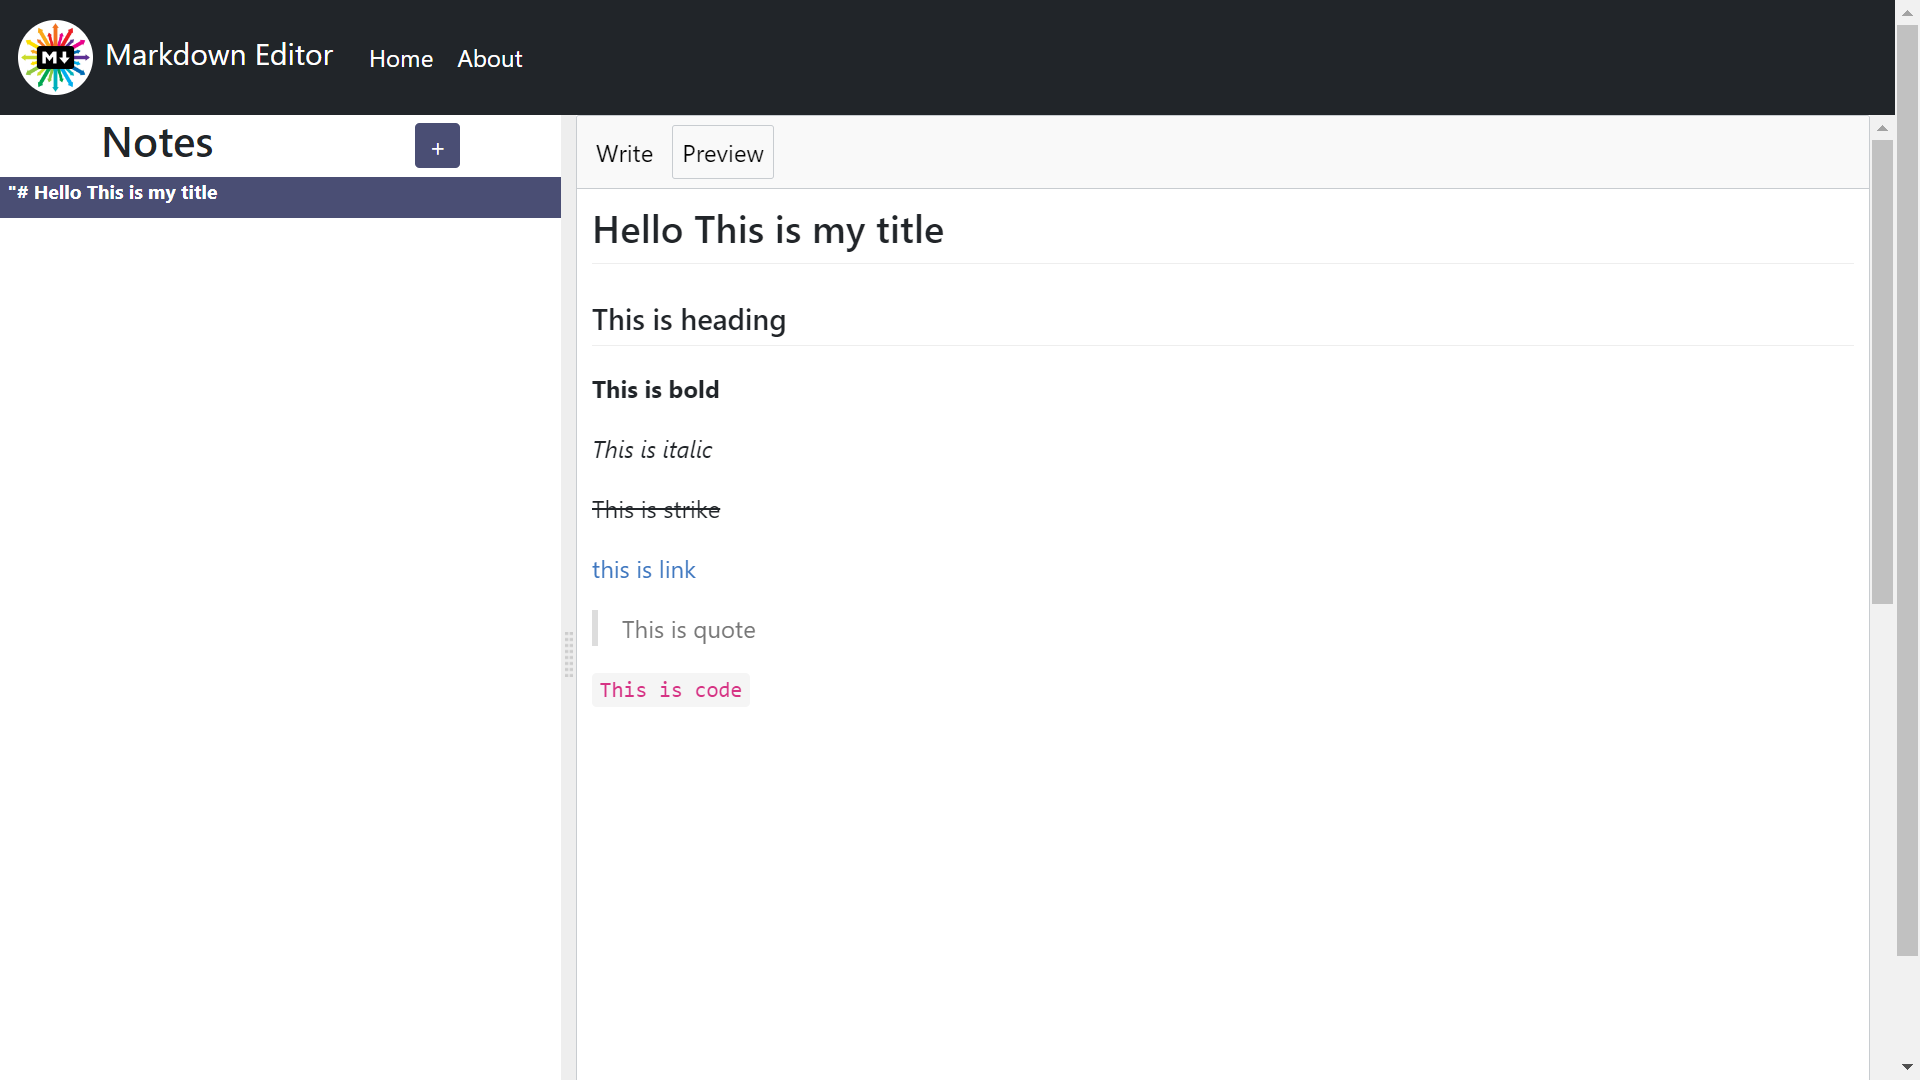 M↓
Markdown Editor
Home
About
Notes
+
"# Hello This is my title
Write
Preview
Hello This is my title
This is heading
This is bold
This is italic
This is strike
this is link
This is quote
This is code